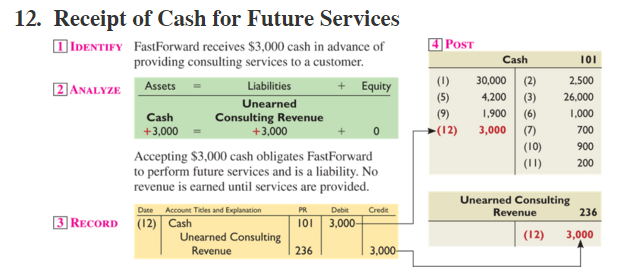 12. Receipt of Cash for Future Services
1 IDENTIFY FastForward receives $3,000 cash in advance of
providing consulting services to a customer.
2 ANALYZE
Assets = Liabilities + Equity
Unearned
Cash Consulting Revenue
+3,000 = +3,000 + 0
Accepting $3,000 cash obligates FastForward
to perform future services and is a liability. No
revenue is earned until services are provided.
3 RECORD
Date Account Titles and Explanation PR Debit Credit
(12) Cash 101 3,000
Unearned Consulting
Revenue 236 3,000
4 POST
Cash 101
(1) 30,000 (2) 2,500
(5) 4,200 (3) 26,000
(9) 1,900 (6) 1,000
(12) 3,000 (7) 700
(10) 900
(11) 200
Unearned Consulting
Revenue 236
(12) 3,000